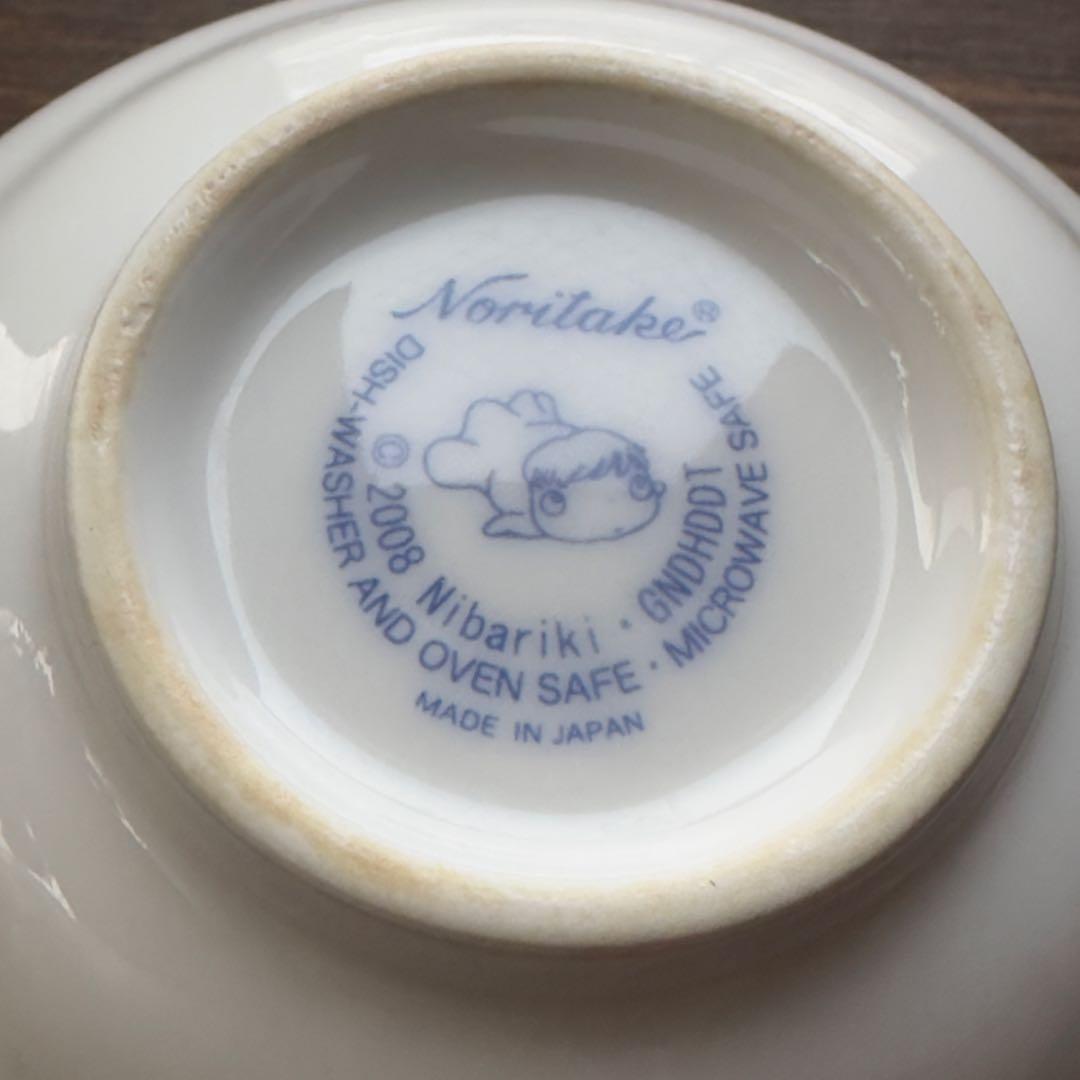 Noritake®
© 2008 Nibariki · GNDHDDT
DISH-WASHER AND OVEN SAFE · MICROWAVE SAFE
MADE IN JAPAN